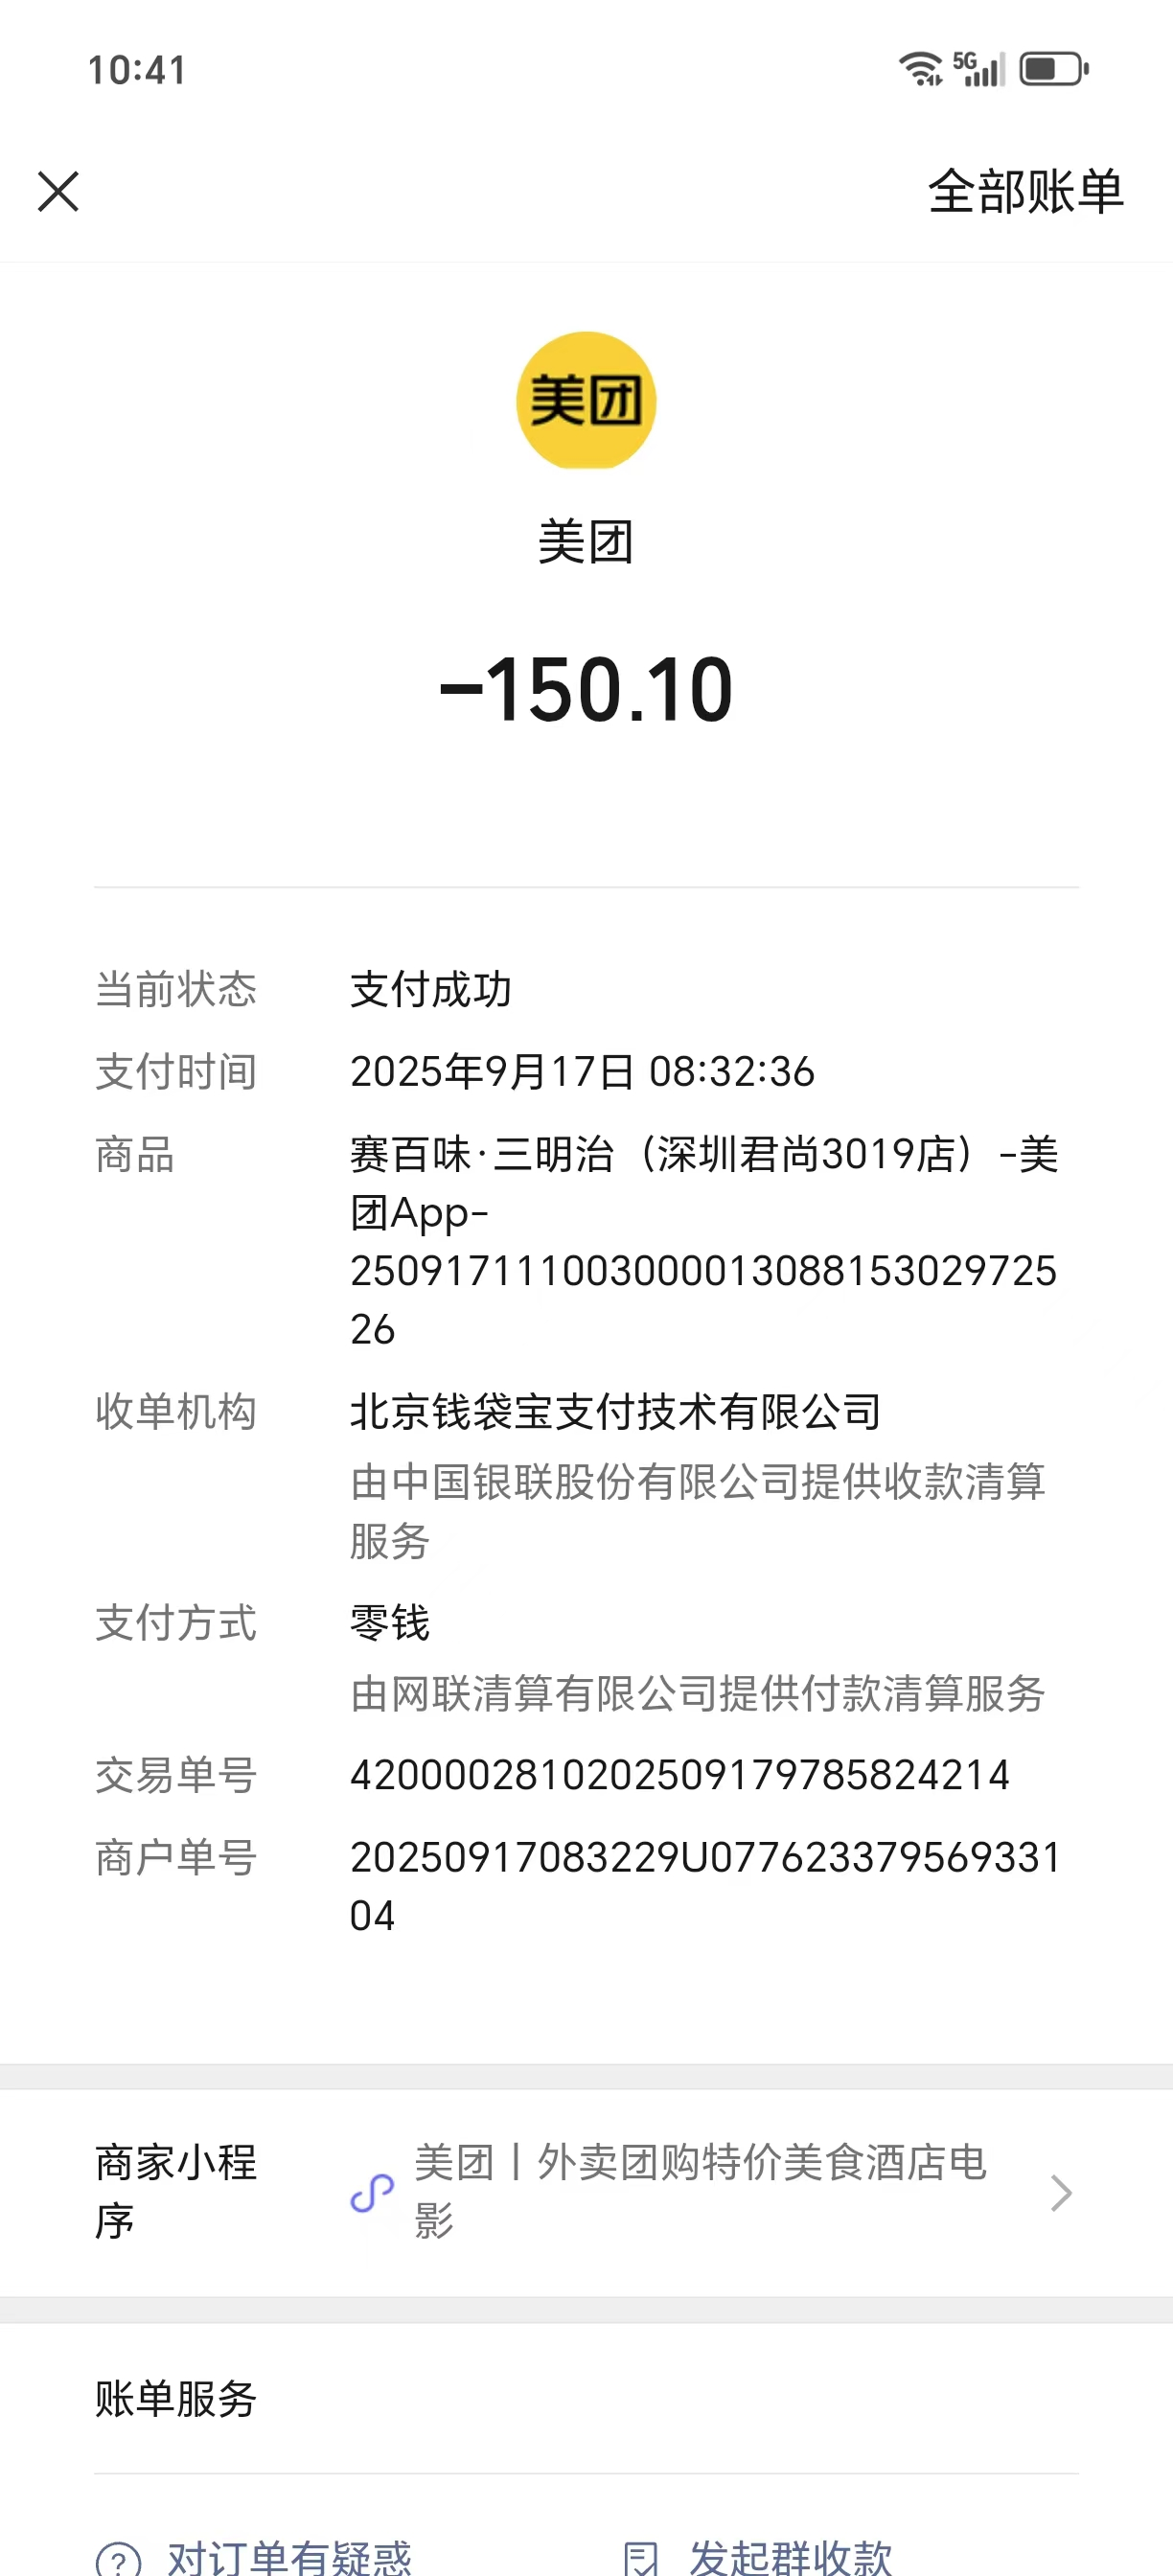 10:41
5G
全部账单
美团
美团
-150.10
当前状态 支付成功
支付时间 2025年9月17日 08:32:36
商品 赛百味·三明治（深圳君尚3019店）-美
团App-
25091711100300001308815302972​5
26
收单机构 北京钱袋宝支付技术有限公司
由中国银联股份有限公司提供收款清算
服务
支付方式 零钱
由网联清算有限公司提供付款清算服务
交易单号 4200002810202509179785824214
商户单号 20250917083229U077623379569331
04
商家小程
序
美团丨外卖团购特价美食酒店电
影
账单服务
对订单有疑惑 发起群收款